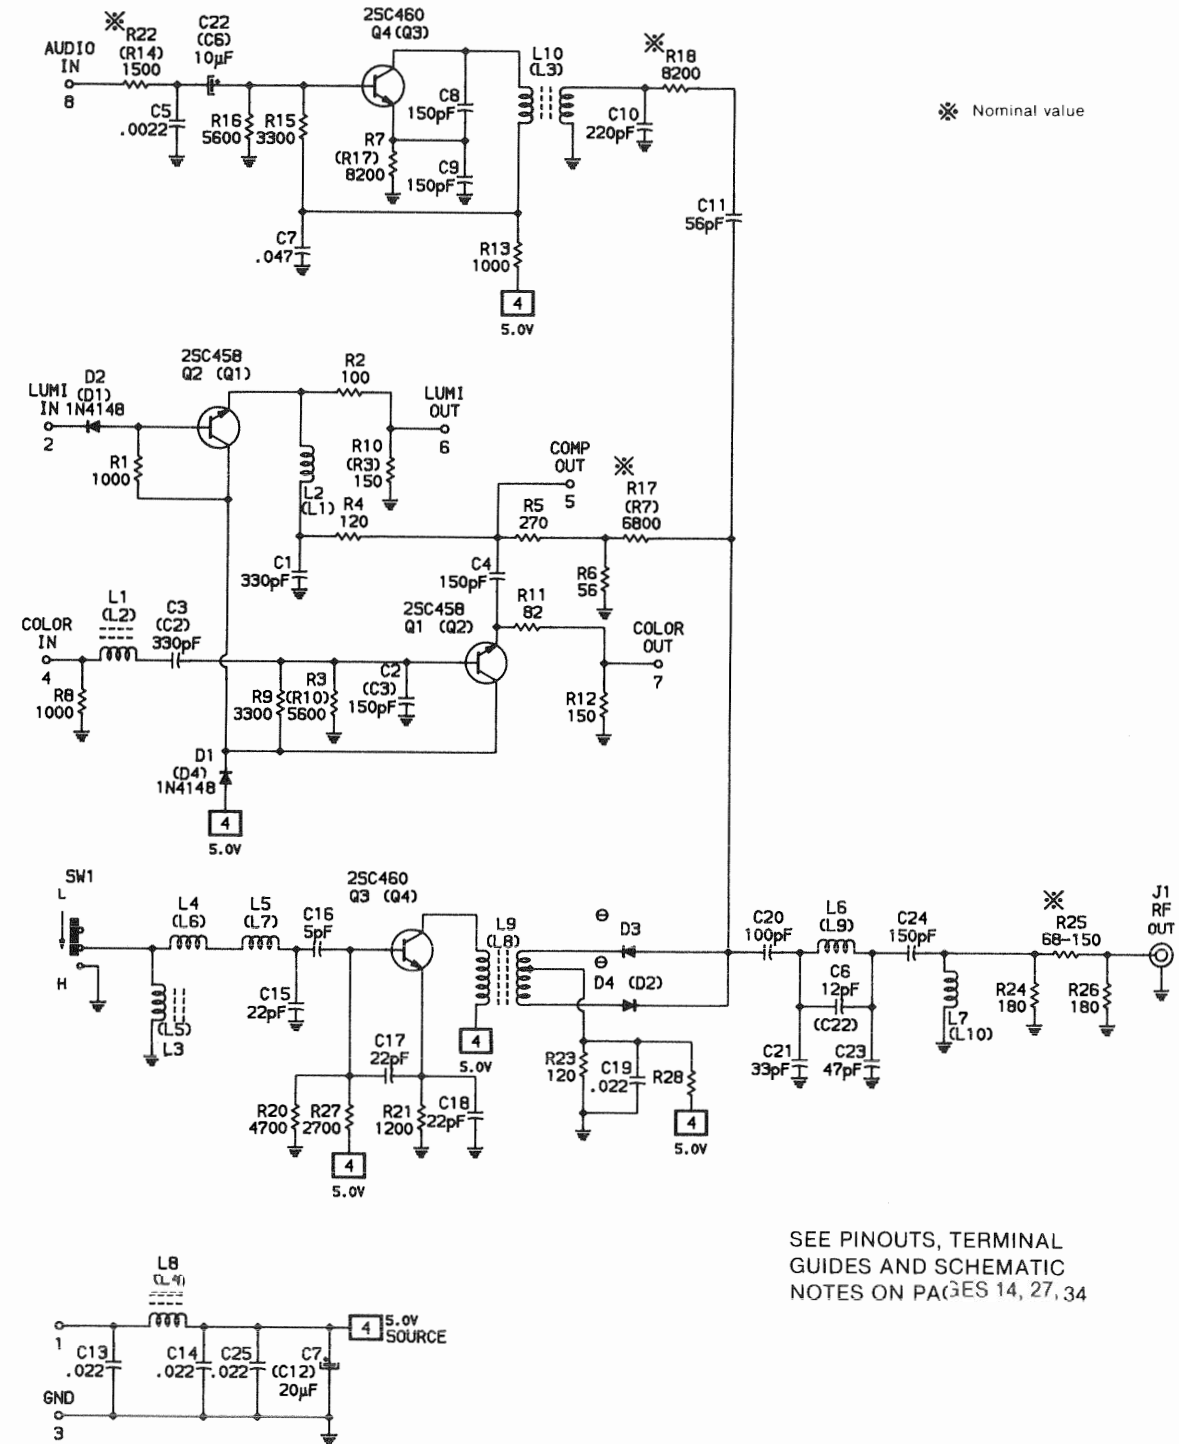 ※
R22
(R14)
1500
C22
(C6)
10µF
2SC460
Q4(Q3)
AUDIO
IN
8
C5
.0022
R16
5600
R15
3300
R7
(R17)
8200
C8
150pF
C9
150pF
L10
(L3)
※
R18
8200
C10
220pF
※ Nominal value
C11
56pF
C7
.047
R13
1000
4
5.0V
2SC458
Q2 (Q1)
D2
(D1)
1N4148
LUMI
IN
2
R1
1000
R2
100
LUMI
OUT
6
R10
(R3)
150
L2
(L1)
R4
120
COMP
OUT
5
R5
270
※
R17
(R7)
6800
C1
330pF
C4
150pF
R6
56
2SC458
Q1 (Q2)
R11
82
COLOR
OUT
7
R12
150
COLOR
IN
4
L1
(L2)
C3
(C2)
330pF
R8
1000
R9
3300
R3
(R10)
5600
C2
(C3)
150pF
D1
(D4)
1N4148
4
5.0V
SW1
L
H
L4
(L6)
L5
(L7)
C16
5pF
2SC460
Q3 (Q4)
L9
(L8)
D3
D4 (D2)
C20
100pF
L6
(L9)
C24
150pF
※
R25
68-150
J1
RF
OUT
(L5)
L3
C15
22pF
C17
22pF
4
5.0V
C6
12pF
(C22)
L7
(L10)
R24
180
R26
180
C21
33pF
C23
47pF
R20
4700
R27
2700
R21
1200
C18
22pF
R23
120
C19
.022
R28
4
5.0V
4
5.0V
SEE PINOUTS, TERMINAL
GUIDES AND SCHEMATIC
NOTES ON PAGES 14, 27, 34
L8
(L4)
1
C13
.022
C14
.022
C25
.022
C7
(C12)
20µF
4
5.0V
SOURCE
GND
3